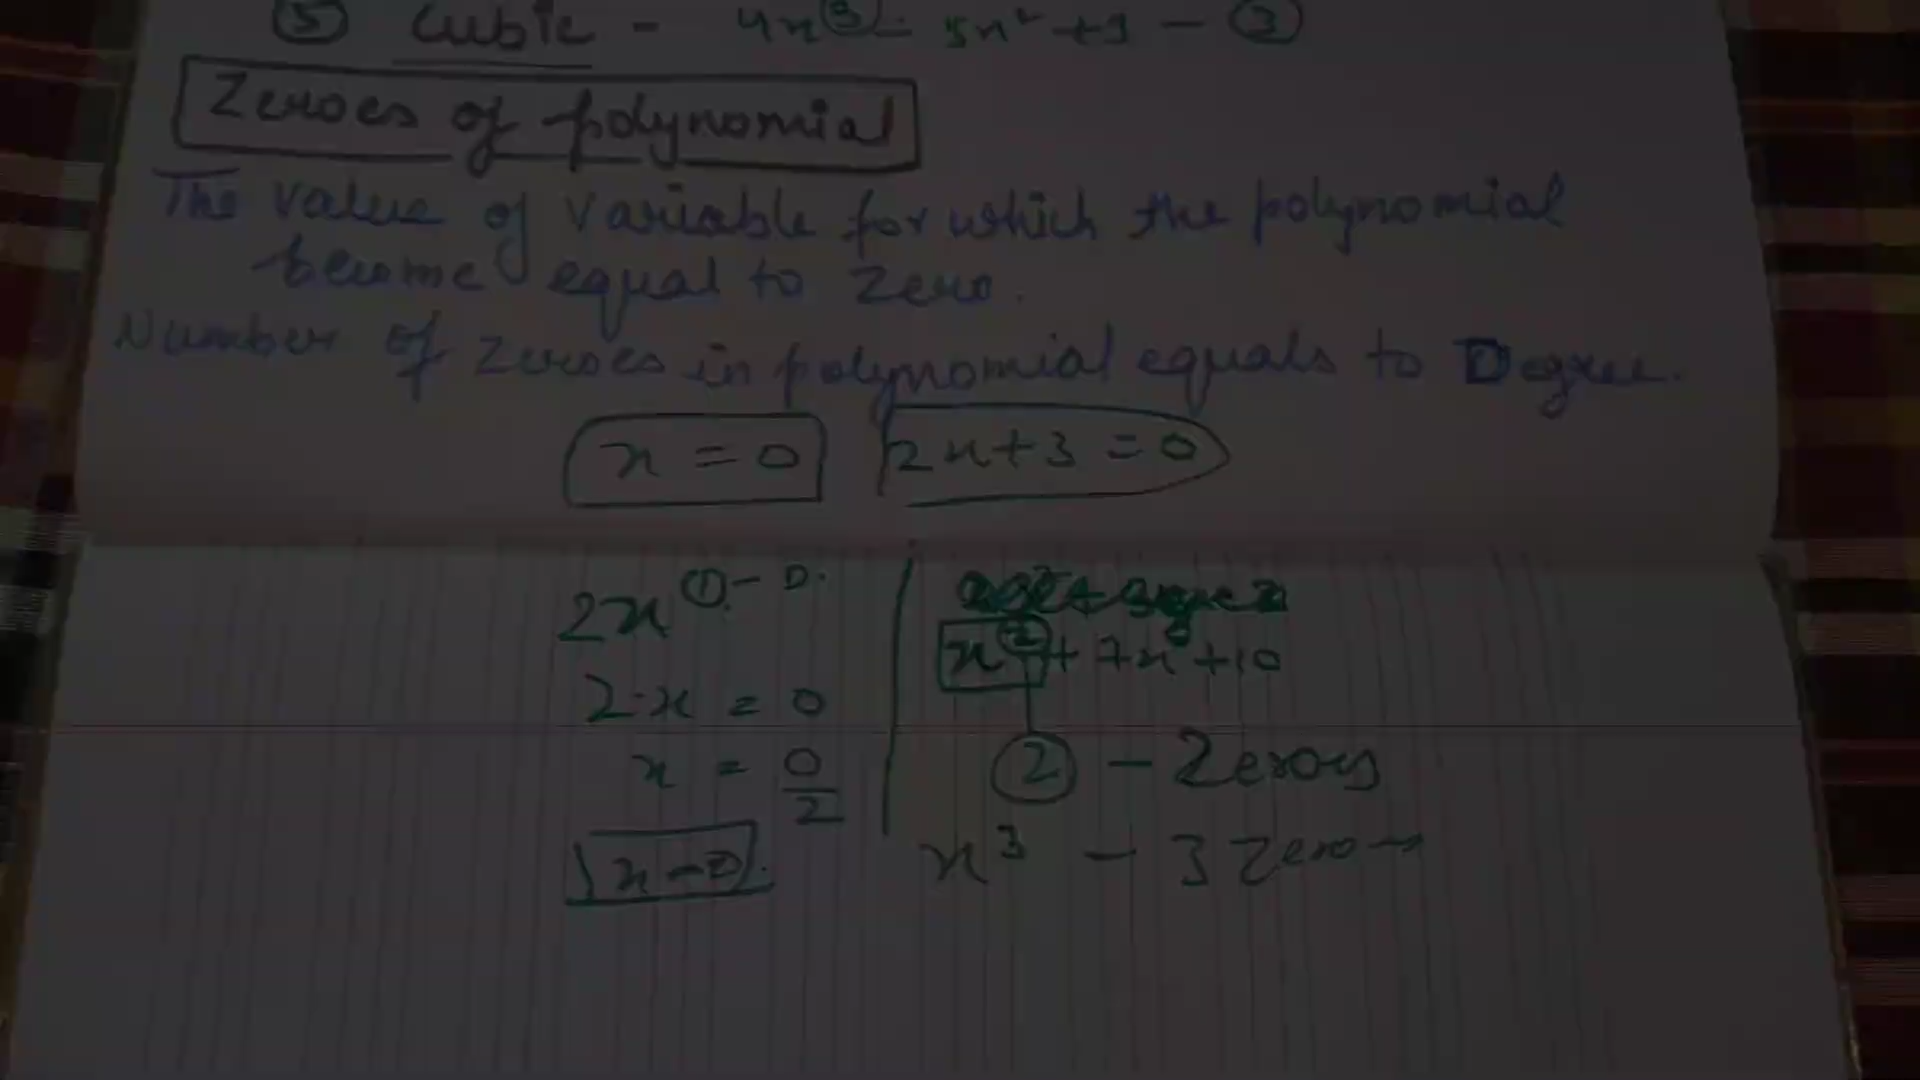 ⑤ Cubic - 4x³ - 5x² + 9 - ③
Zeroes of polynomial
The value of variable for which the polynomial
become equal to zero.
Number of zeroes in polynomial equals to Degree.
x = 0 2x+3 = 0
2x① - D.
2·x = 0
x = 0/2
x = 0
x² + 7x + 10
② - Zeroes
x³ - 3 Zero